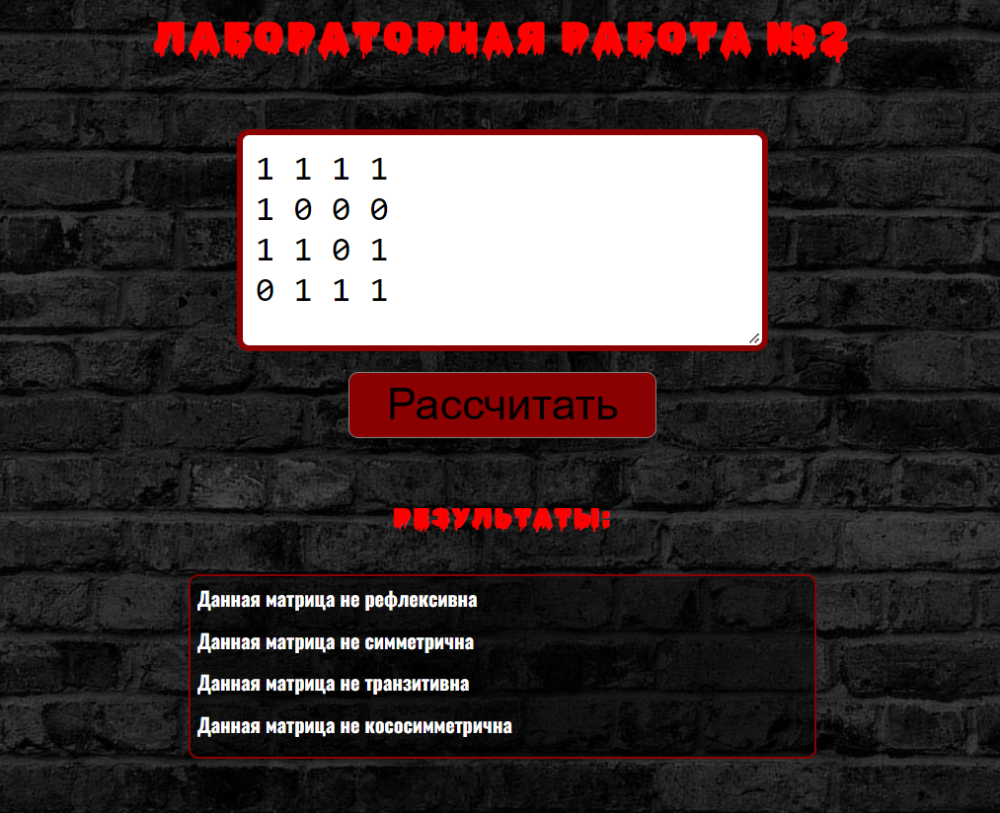 ЛАБОРАТОРНАЯ РАБОТА №2
1 1 1 1
1 0 0 0
1 1 0 1
0 1 1 1
Рассчитать
РЕЗУЛЬТАТЫ:
Данная матрица не рефлексивна
Данная матрица не симметрична
Данная матрица не транзитивна
Данная матрица не кососимметрична